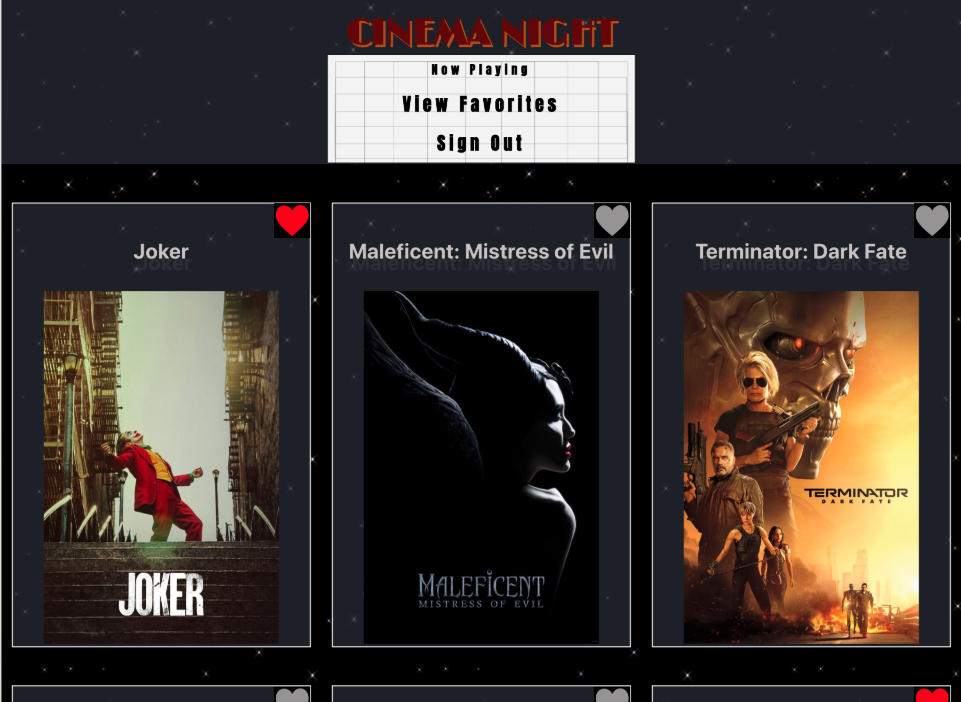 CINEMA NIGHT
Now Playing
View Favorites
Sign Out
Joker
Maleficent: Mistress of Evil
Terminator: Dark Fate
JOKER
MALEFICENT
MISTRESS OF EVIL
TERMINATOR
DARK FATE